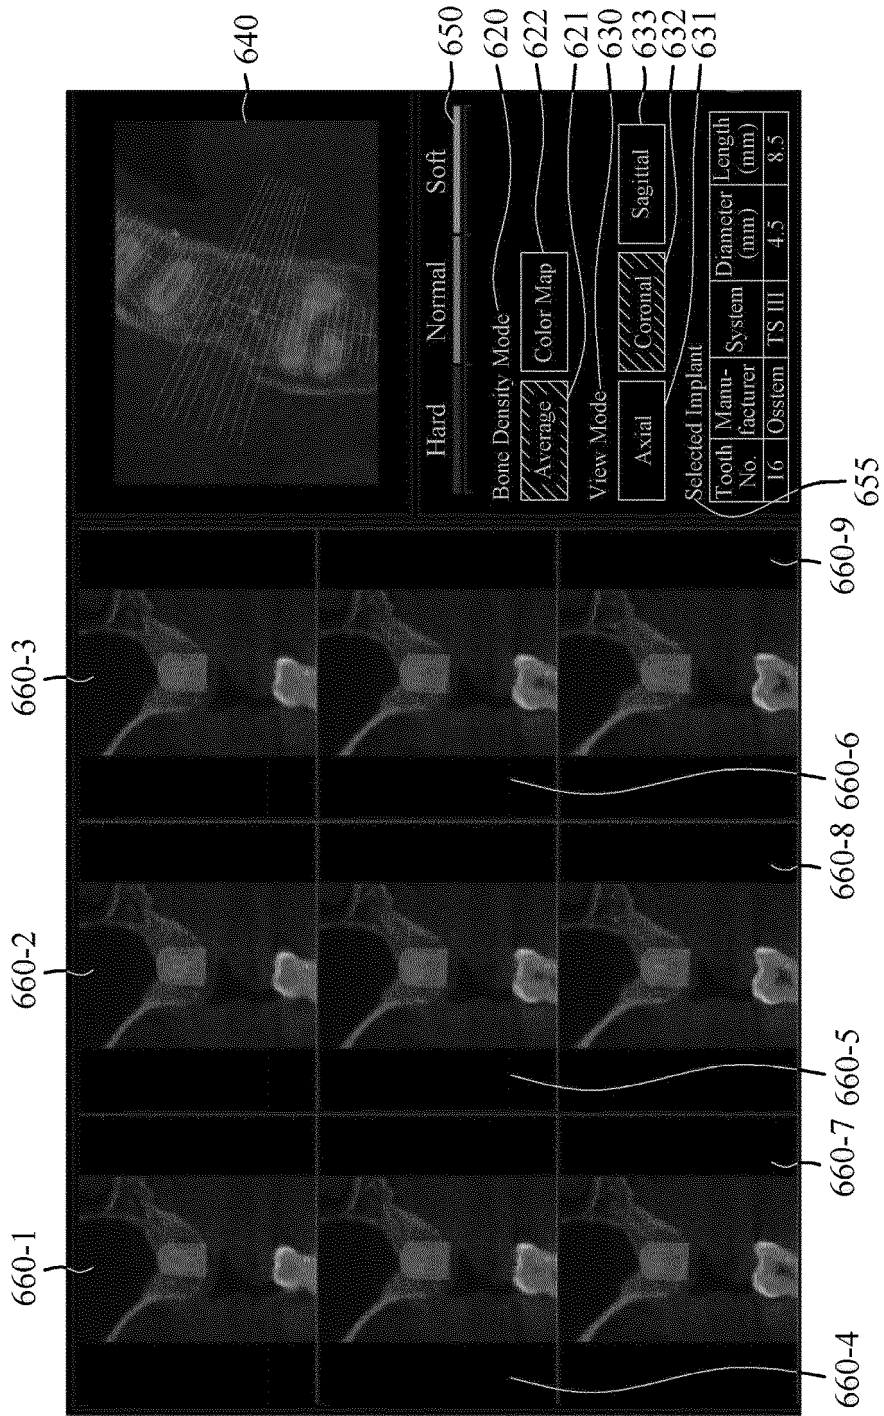 660-1
660-2
660-3
640
Hard Normal Soft
650
Bone Density Mode
620
Average Color Map
622
621
View Mode
630
Axial Coronal Sagittal
633
632
631
Selected Implant
Tooth No. Manu-facturer System Diameter (mm) Length (mm)
16 Osstem TS III 4.5 8.5
655
660-4
660-7
660-5
660-8
660-6
660-9